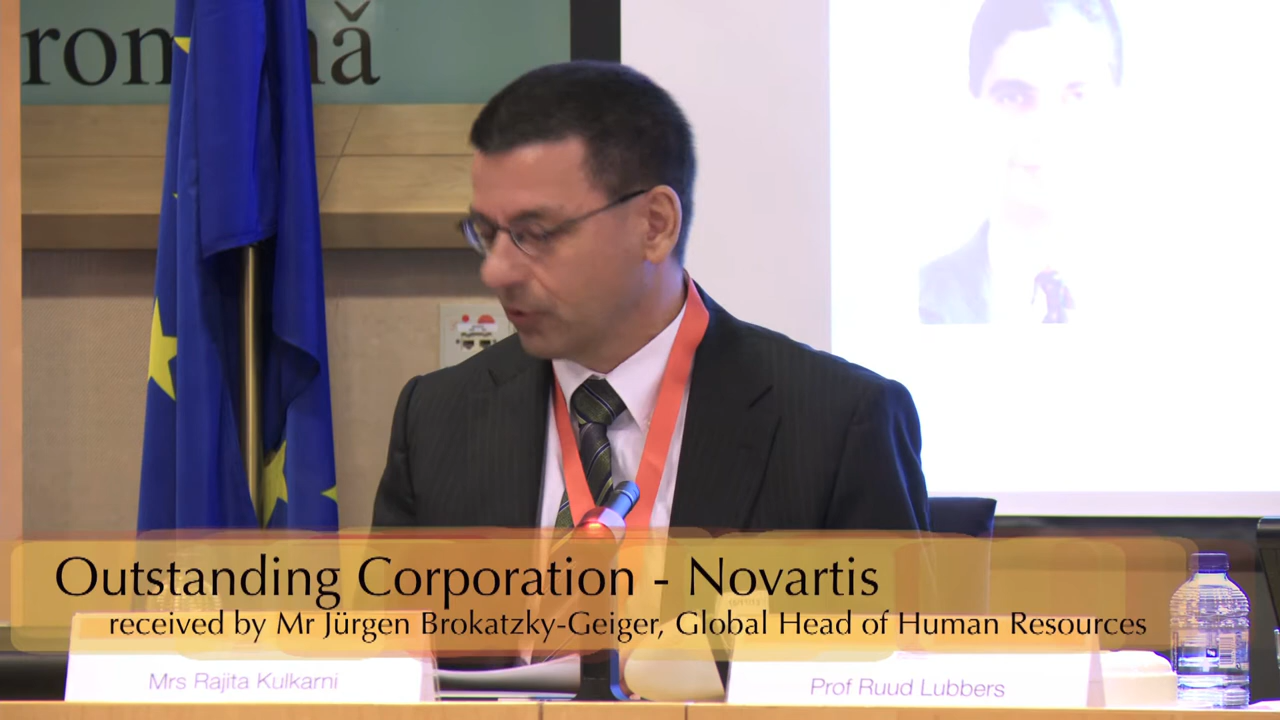 română
Outstanding Corporation - Novartis
received by Mr Jürgen Brokatzky-Geiger, Global Head of Human Resources
Mrs Rajita Kulkarni
Prof Ruud Lubbers